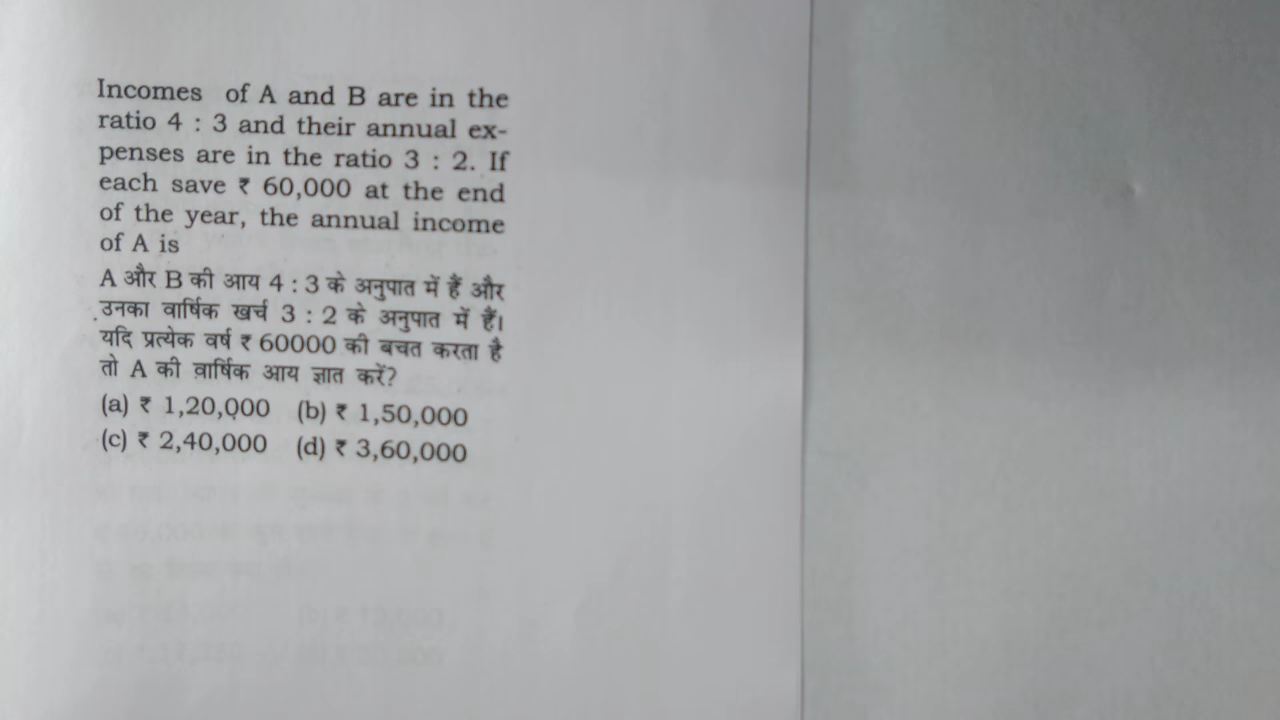 Incomes of A and B are in the
ratio 4 : 3 and their annual ex-
penses are in the ratio 3 : 2. If
each save ₹ 60,000 at the end
of the year, the annual income
of A is
A और B की आय 4 : 3 के अनुपात में हैं और
उनका वार्षिक खर्च 3 : 2 के अनुपात में हैं।
यदि प्रत्येक वर्ष ₹ 60000 की बचत करता है
तो A की वार्षिक आय ज्ञात करें?
(a) ₹ 1,20,000 (b) ₹ 1,50,000
(c) ₹ 2,40,000 (d) ₹ 3,60,000